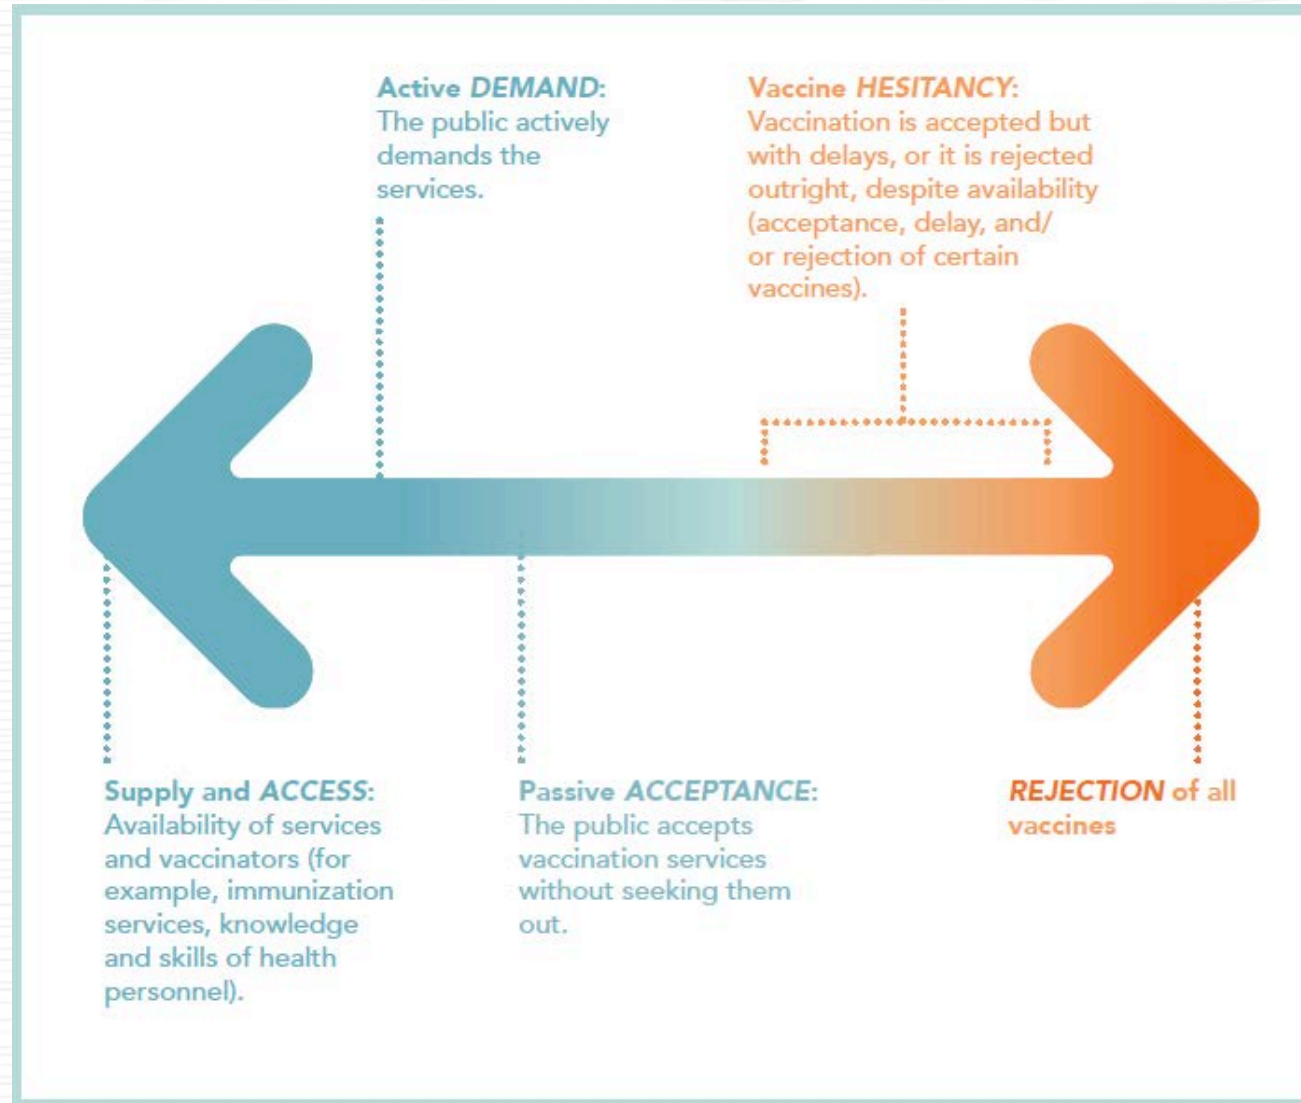 Active DEMAND:
The public actively
demands the
services.
Vaccine HESITANCY:
Vaccination is accepted but
with delays, or it is rejected
outright, despite availability
(acceptance, delay, and/
or rejection of certain
vaccines).
Supply and ACCESS:
Availability of services
and vaccinators (for
example, immunization
services, knowledge
and skills of health
personnel).
Passive ACCEPTANCE:
The public accepts
vaccination services
without seeking them
out.
REJECTION of all
vaccines